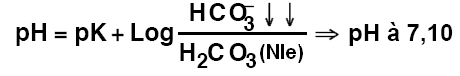 pH = pK + Log HCO₃⁻ ↓ ↓ / H₂CO₃ (Nle) ⇒ pH à 7,10